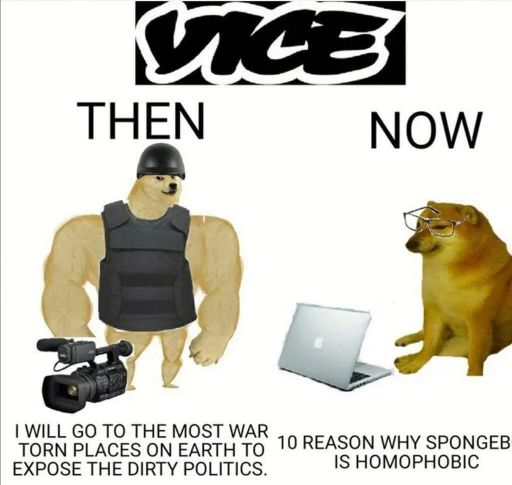 VICE
THEN
NOW
I WILL GO TO THE MOST WAR
TORN PLACES ON EARTH TO
EXPOSE THE DIRTY POLITICS.
10 REASON WHY SPONGEB
IS HOMOPHOBIC